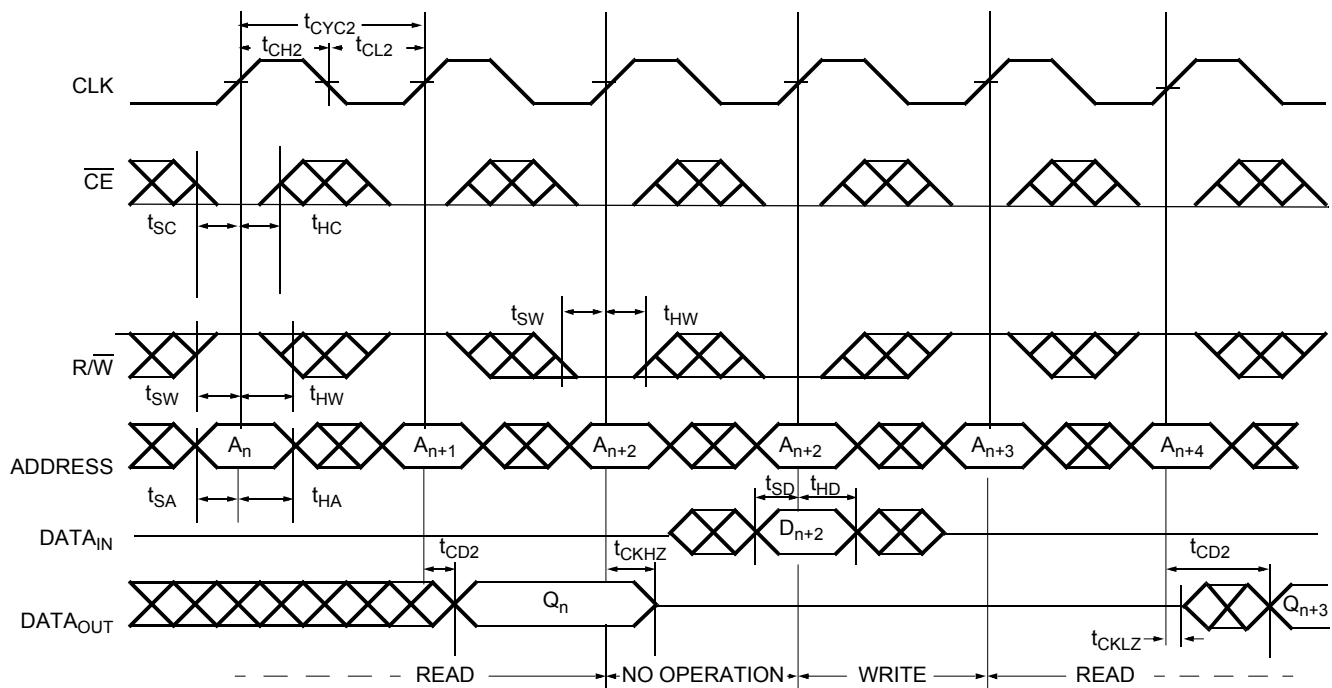 tCYC2
tCH2 tCL2
CLK
CE
tSC tHC
tSW tHW
R/W
tSW tHW
ADDRESS An An+1 An+2 An+2 An+3 An+4
tSA tHA tSD tHD
DATAIN Dn+2
tCD2 tCKHZ tCD2
DATAOUT Qn Qn+3
tCKLZ
READ NO OPERATION WRITE READ